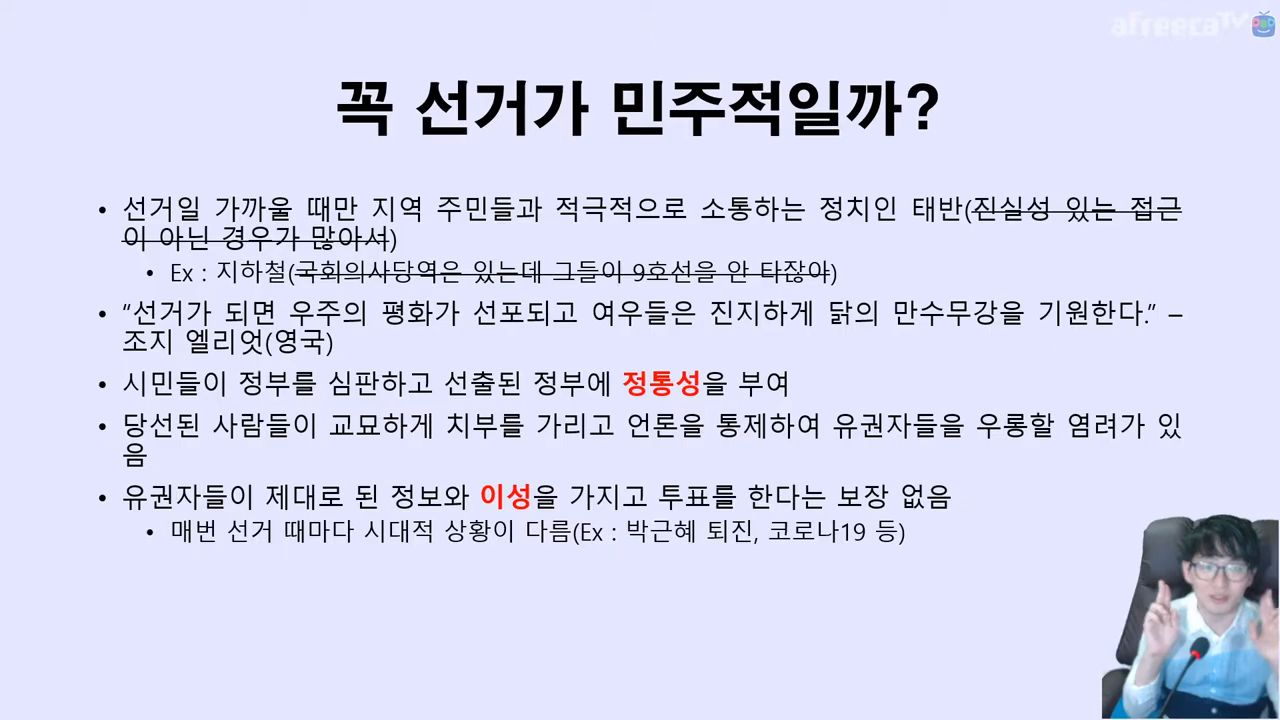 afreecaTV
꼭 선거가 민주적일까?
• 선거일 가까울 때만 지역 주민들과 적극적으로 소통하는 정치인 태반(진실성 있는 접근
이 아닌 경우가 많아서)
• Ex : 지하철(국회의사당역은 있는데 그들이 9호선을 안 타잖아)
• “선거가 되면 우주의 평화가 선포되고 여우들은 진지하게 닭의 만수무강을 기원한다.” –
조지 엘리엇(영국)
• 시민들이 정부를 심판하고 선출된 정부에 정통성을 부여
• 당선된 사람들이 교묘하게 치부를 가리고 언론을 통제하여 유권자들을 우롱할 염려가 있
음
• 유권자들이 제대로 된 정보와 이성을 가지고 투표를 한다는 보장 없음
• 매번 선거 때마다 시대적 상황이 다름(Ex : 박근혜 퇴진, 코로나19 등)